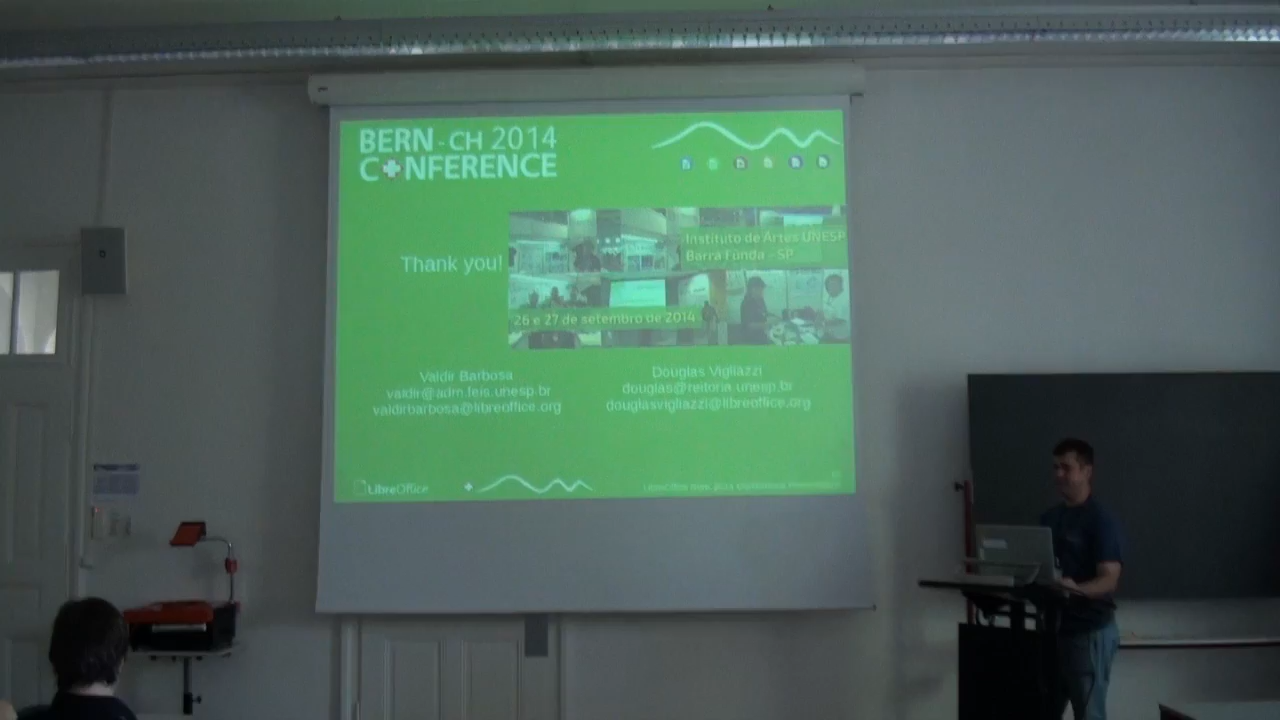 BERN - CH 2014
CONFERENCE
Instituto de Artes UNESP
Barra Funda - SP
Thank you!
26 e 27 de setembro de 2014
Valdir Barbosa
valdir@adm.feis.unesp.br
valdirbarbosa@libreoffice.org
Douglas Vigliazzi
douglas@reitoria.unesp.br
douglasvigliazzi@libreoffice.org
LibreOffice